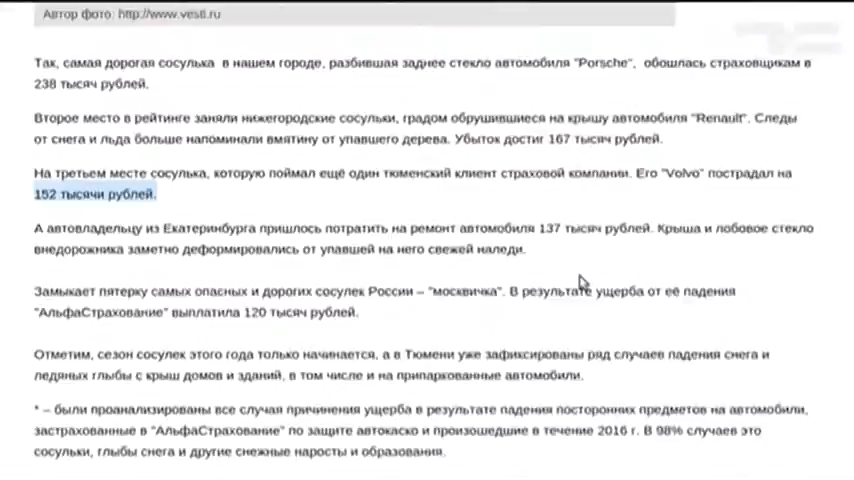 Автор фото: http://www.vesti.ru
Так, самая дорогая сосулька в нашем городе, разбившая заднее стекло автомобиля "Porsche", обошлась страховщикам в
238 тысяч рублей.
Второе место в рейтинге заняли нижегородские сосульки, градом обрушившиеся на крышу автомобиля "Renault". Следы
от снега и льда больше напоминали вмятину от упавшего дерева. Убыток достиг 167 тысяч рублей.
На третьем месте сосулька, которую поймал ещё один тюменский клиент страховой компании. Его "Volvo" пострадал на
152 тысячи рублей.
А автовладельцу из Екатеринбурга пришлось потратить на ремонт автомобиля 137 тысяч рублей. Крыша и лобовое стекло
внедорожника заметно деформировались от упавшей на него свежей наледи.
Замыкает пятерку самых опасных и дорогих сосулек России – "москвичка". В результате ущерба от её падения
"АльфаСтрахование" выплатила 120 тысяч рублей.
Отметим, сезон сосулек этого года только начинается, а в Тюмени уже зафиксированы ряд случаев падения снега и
ледяных глыбы с крыш домов и зданий, в том числе и на припаркованные автомобили.
* – были проанализированы все случая причинения ущерба в результате падения посторонних предметов на автомобили,
застрахованные в "АльфаСтрахование" по защите автокаско и произошедшие в течение 2016 г. В 98% случаев это
сосульки, глыбы снега и другие снежные наросты и образования.